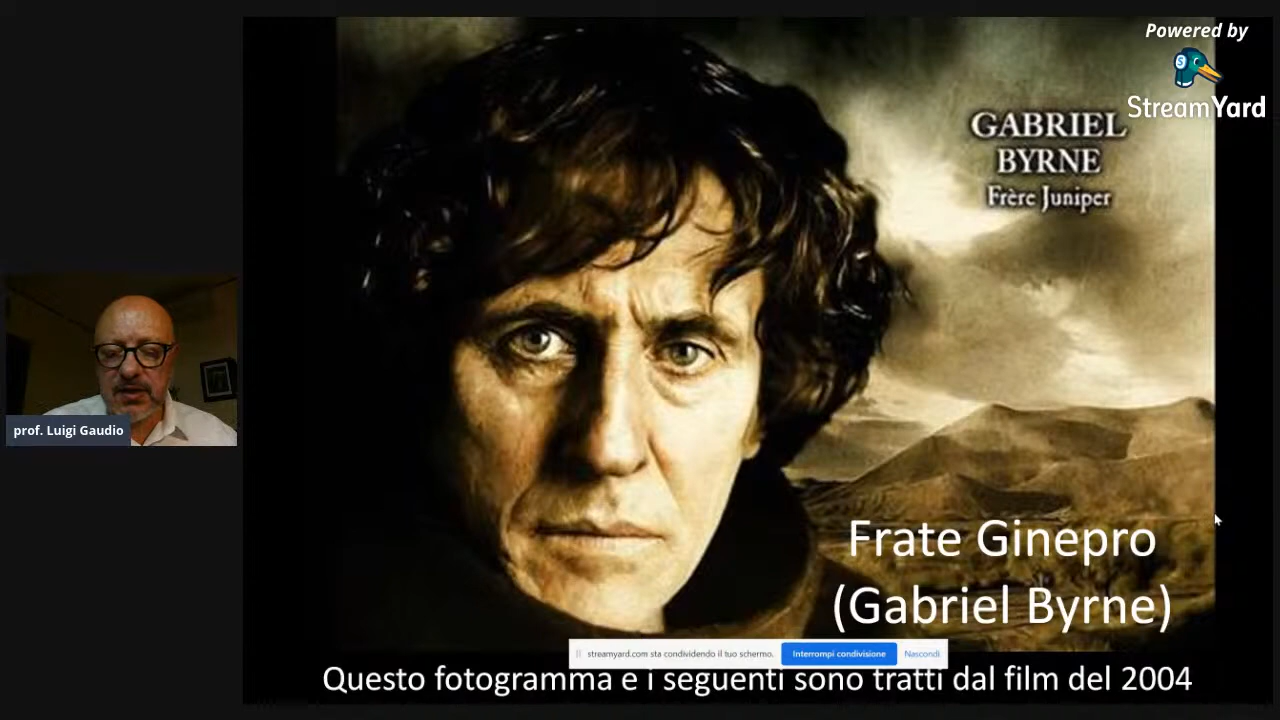 Powered by
StreamYard
GABRIEL
BYRNE
Frère Juniper
prof. Luigi Gaudio
Frate Ginepro
(Gabriel Byrne)
streamyard.com sta condividendo il tuo schermo.
Interrompi condivisione
Nascondi
Questo fotogramma e i seguenti sono tratti dal film del 2004